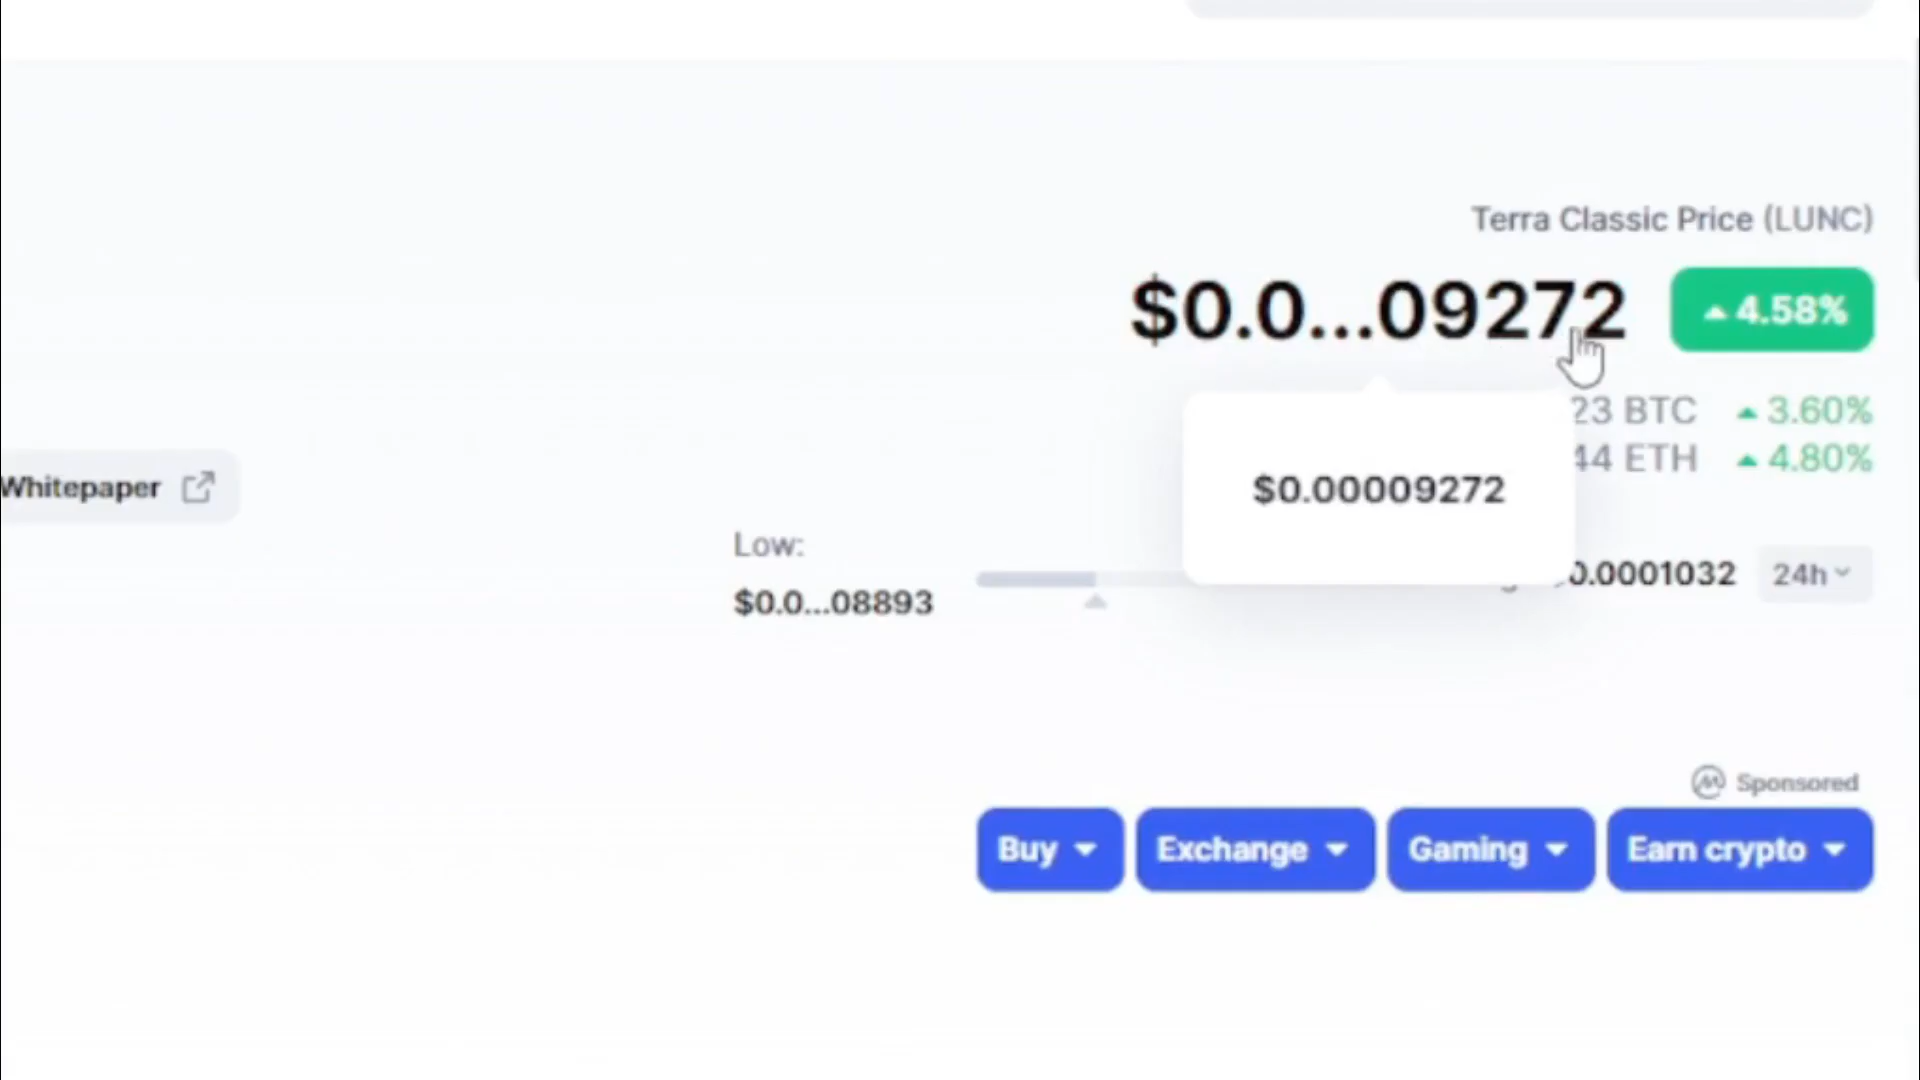 Terra Classic Price (LUNC)
$0.0...09272
4.58%
23 BTC 3.60%
44 ETH 4.80%
$0.00009272
Whitepaper
Low:
$0.0...08893
0.0001032
24h
Sponsored
Buy
Exchange
Gaming
Earn crypto